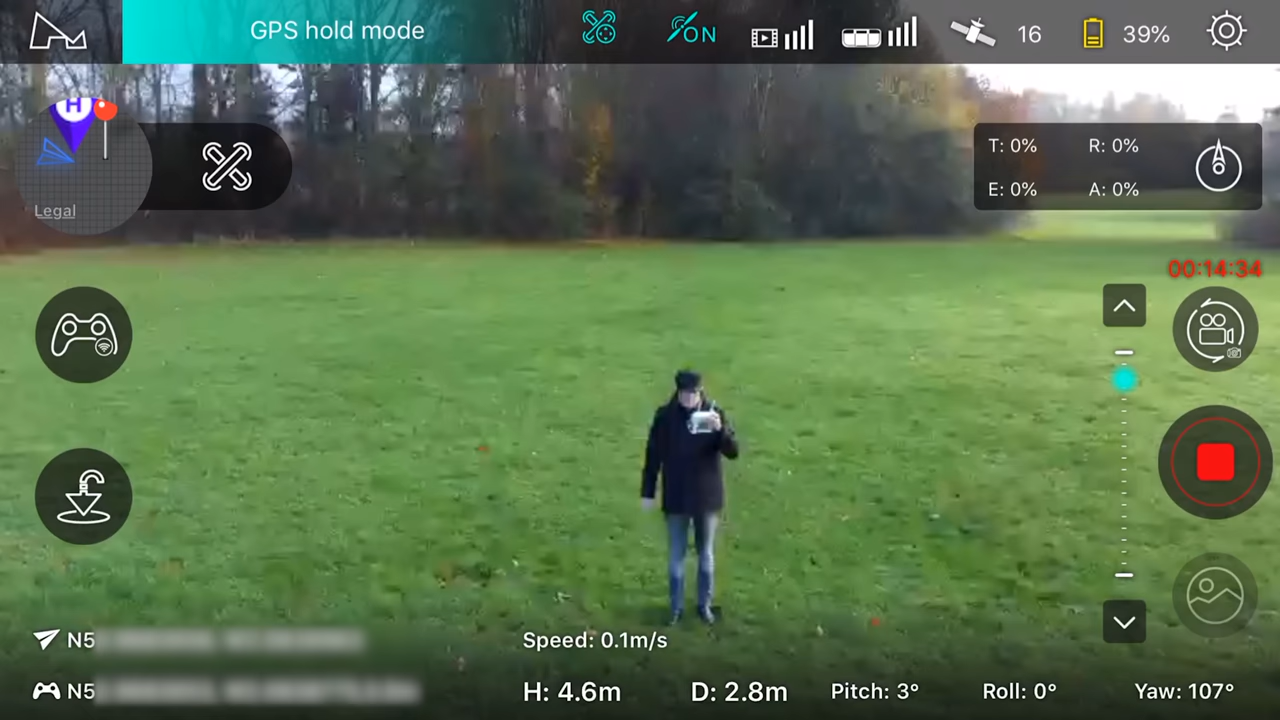 GPS hold mode
ON
16
39%
H
Legal
T: 0% R: 0%
E: 0% A: 0%
00:14:34
N5
Speed: 0.1m/s
N5
H: 4.6m D: 2.8m Pitch: 3° Roll: 0° Yaw: 107°